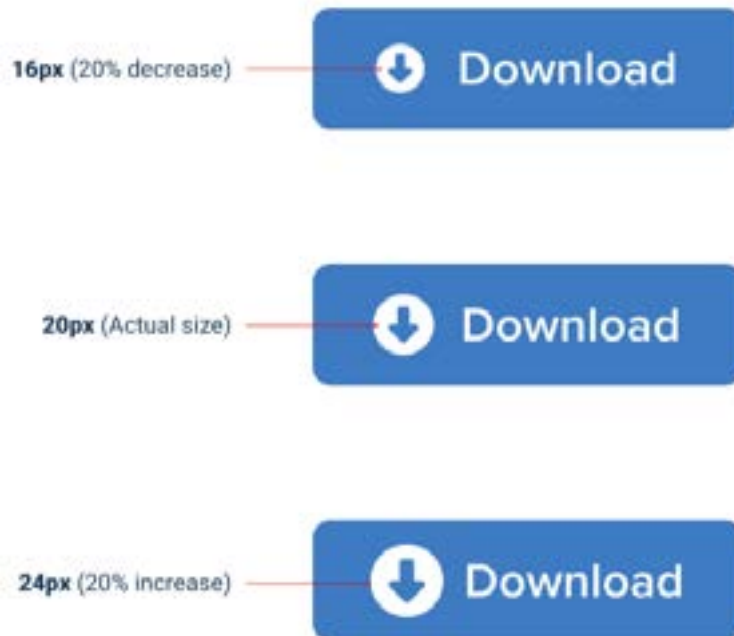 16px (20% decrease)
Download
20px (Actual size)
Download
24px (20% increase)
Download